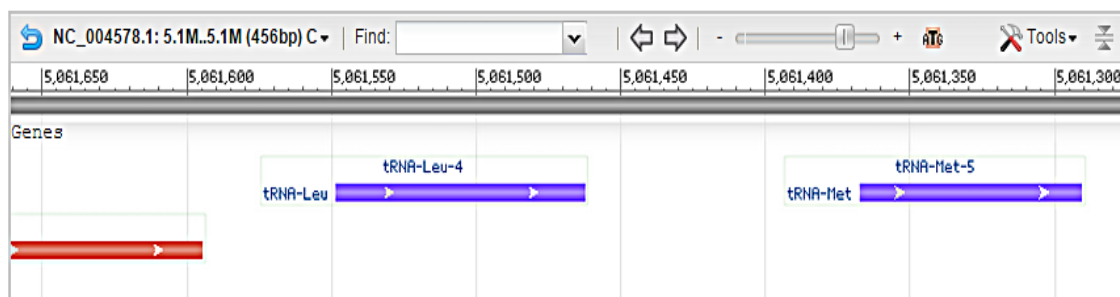 NC_004578.1: 5.1M..5.1M (456bp) C Find: - + ATG Tools
5,061,650 5,061,600 5,061,550 5,061,500 5,061,450 5,061,400 5,061,350 5,061,300
Genes
tRNA-Leu-4 tRNA-Met-5
tRNA-Leu tRNA-Met